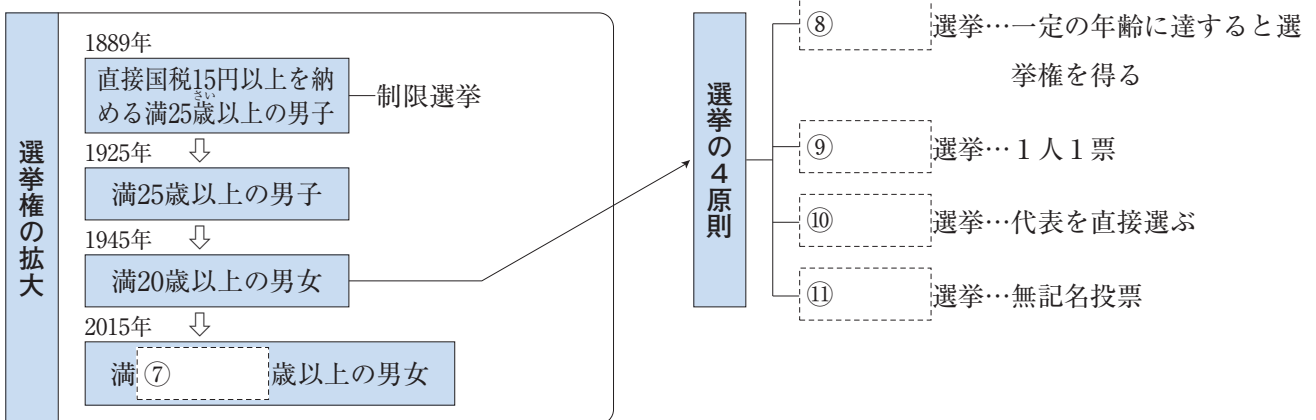 選挙権の拡大
1889年
直接国税15円以上を納
める満25歳以上の男子
さい
制限選挙
1925年
満25歳以上の男子
1945年
満20歳以上の男女
2015年
満⑦歳以上の男女
選挙の4原則
⑧選挙…一定の年齢に達すると選
挙権を得る
⑨選挙…1人1票
⑩選挙…代表を直接選ぶ
⑪選挙…無記名投票